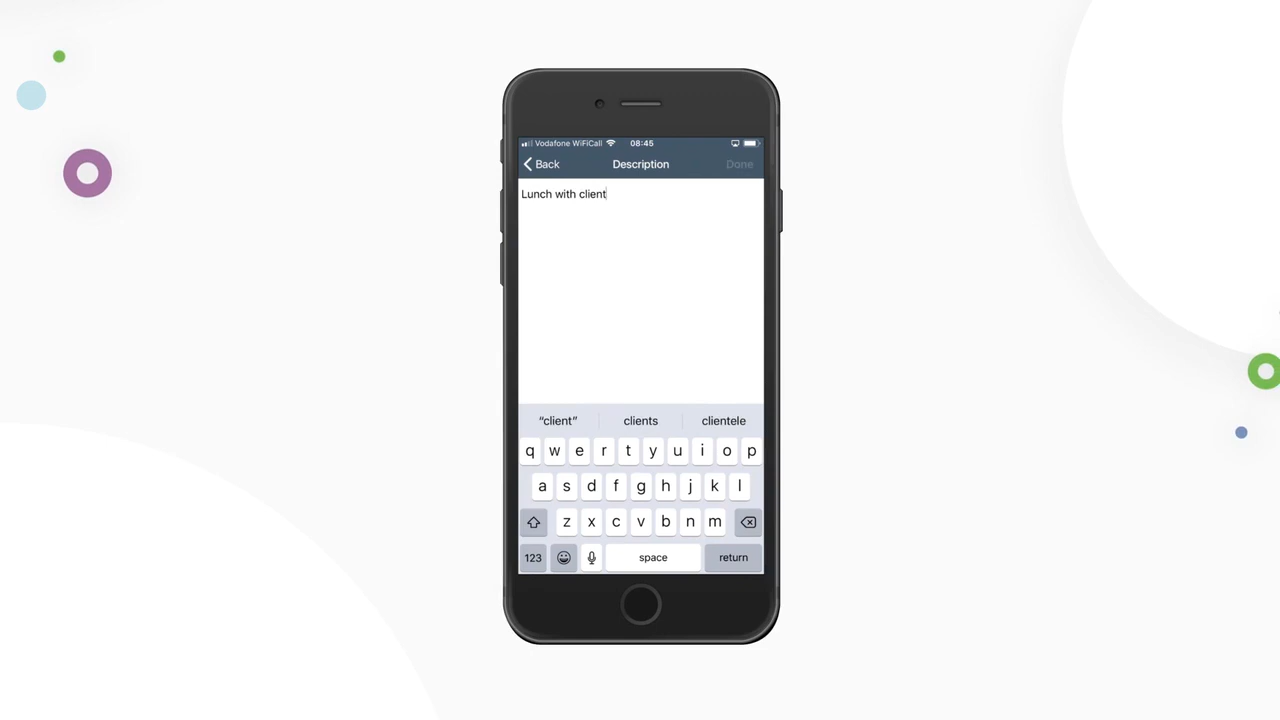 Vodafone WiFiCall 08:45
Back Description Done
Lunch with client
“client” clients clientele
q w e r t y u i o p
a s d f g h j k l
z x c v b n m
123 space return